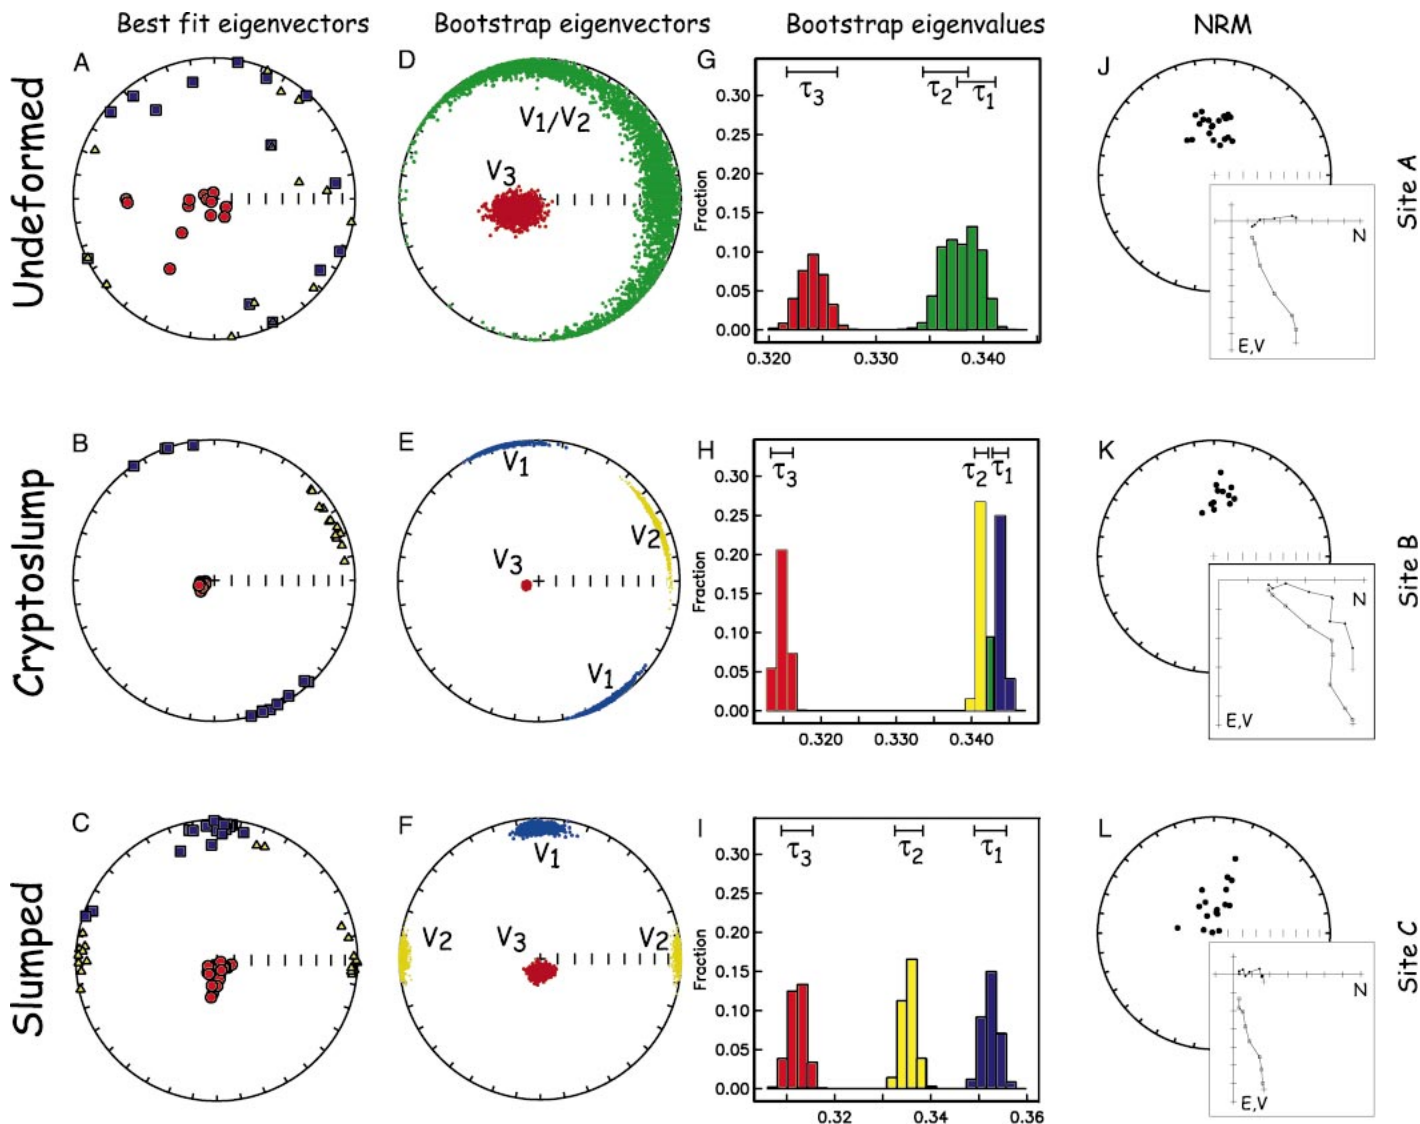 Best fit eigenvectors
Bootstrap eigenvectors
Bootstrap eigenvalues
NRM
Undeformed
A
D
V1/V2
V3
G
τ3
τ2
τ1
Fraction
0.30
0.25
0.20
0.15
0.10
0.05
0.00
0.320
0.330
0.340
J
N
E,V
Site A
Cryptoslump
B
E
V1
V2
V3
V1
H
τ3
τ2
τ1
Fraction
0.30
0.25
0.20
0.15
0.10
0.05
0.00
0.320
0.330
0.340
K
N
E,V
Site B
Slumped
C
F
V1
V2
V3
V2
I
τ3
τ2
τ1
Fraction
0.30
0.25
0.20
0.15
0.10
0.05
0.00
0.32
0.34
0.36
L
N
E,V
Site C